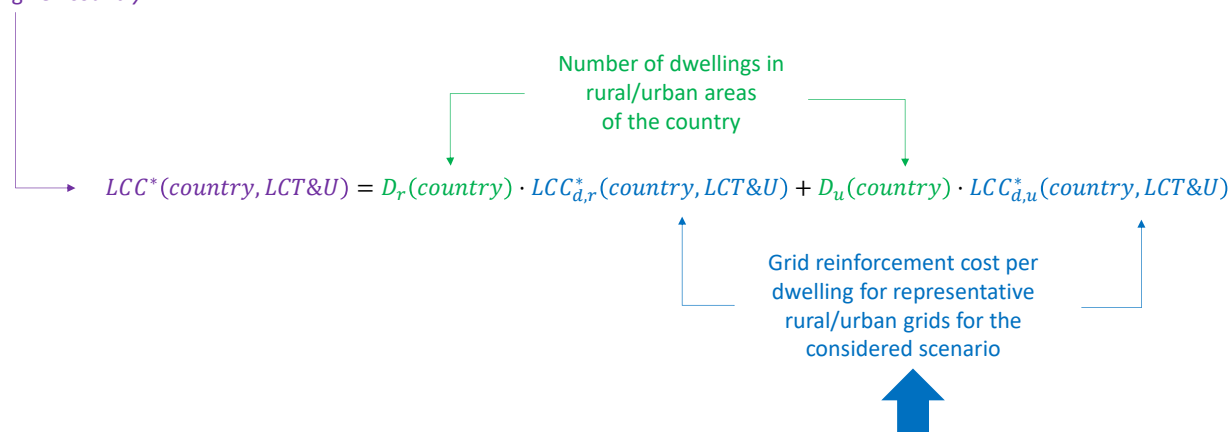 Number of dwellings in
rural/urban areas
of the country
LCC*(country, LCT&U) = D_r(country) · LCC*_{d,r}(country, LCT&U) + D_u(country) · LCC*_{d,u}(country, LCT&U)
Grid reinforcement cost per
dwelling for representative
rural/urban grids for the
considered scenario